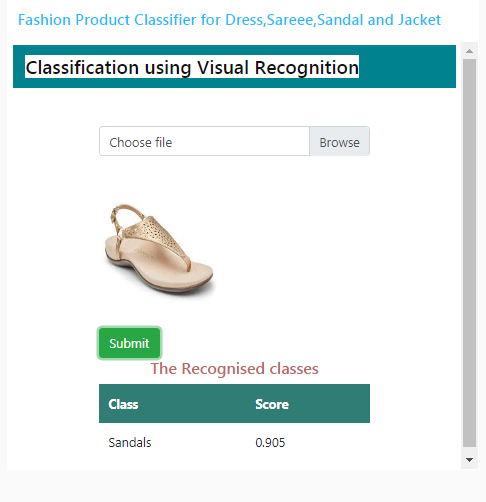 Fashion Product Classifier for Dress,Sareee,Sandal and Jacket
Classification using Visual Recognition
Choose file Browse
Submit
The Recognised classes
Class Score
Sandals 0.905